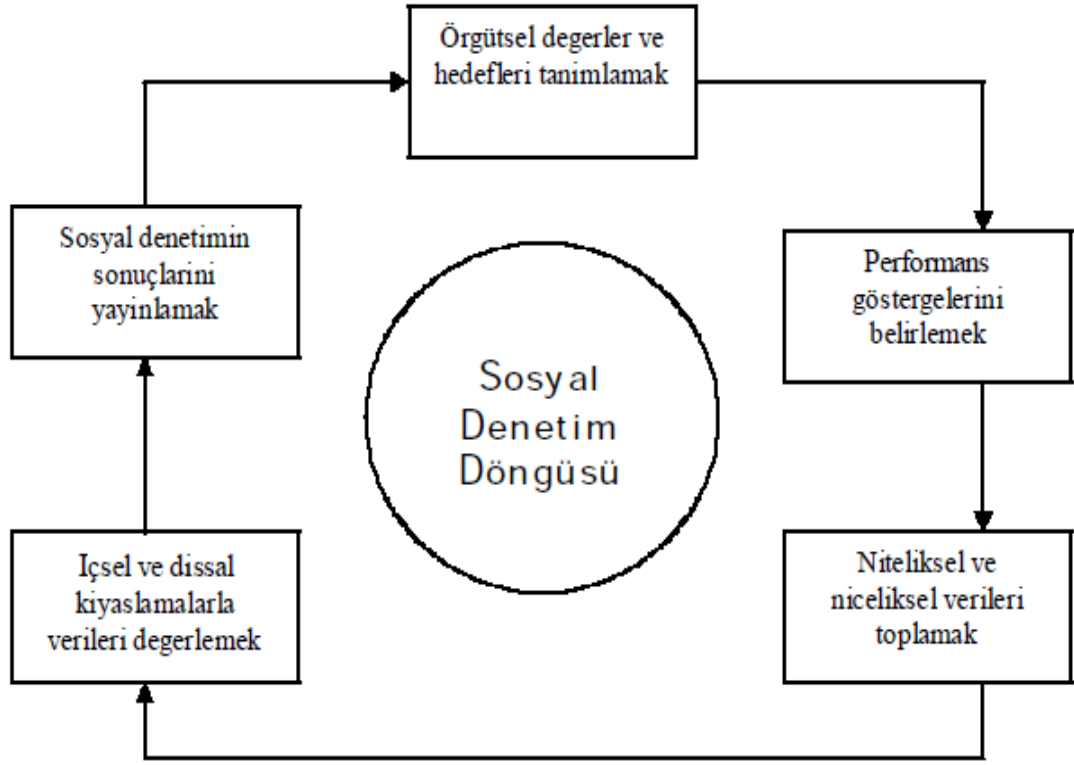 Örgütsel degerler ve
hedefleri tanimlamak
Performans
göstergelerini
belirlemek
Niteliksel ve
niceliksel verileri
toplamak
Içsel ve dissal
kiyaslamalarla
verileri degerlemek
Sosyal denetimin
sonuçlarini
yayinlamak
Sosyal
Denetim
Döngüsü